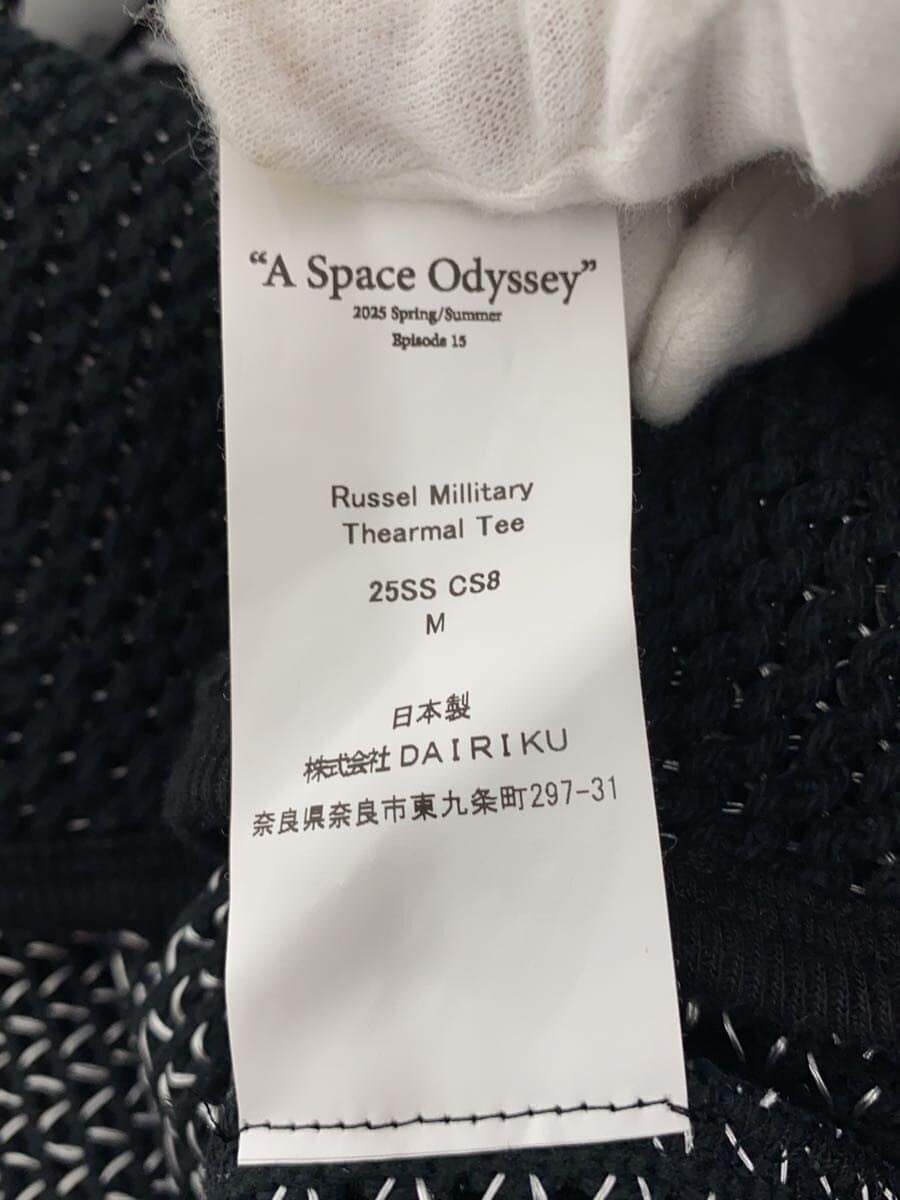 “A Space Odyssey”
2025 Spring/Summer
Episode 15
Russel Millitary
Thearmal Tee
25SS CS8
M
日本製
株式会社 DAIRIKU
奈良県奈良市東九条町297-31